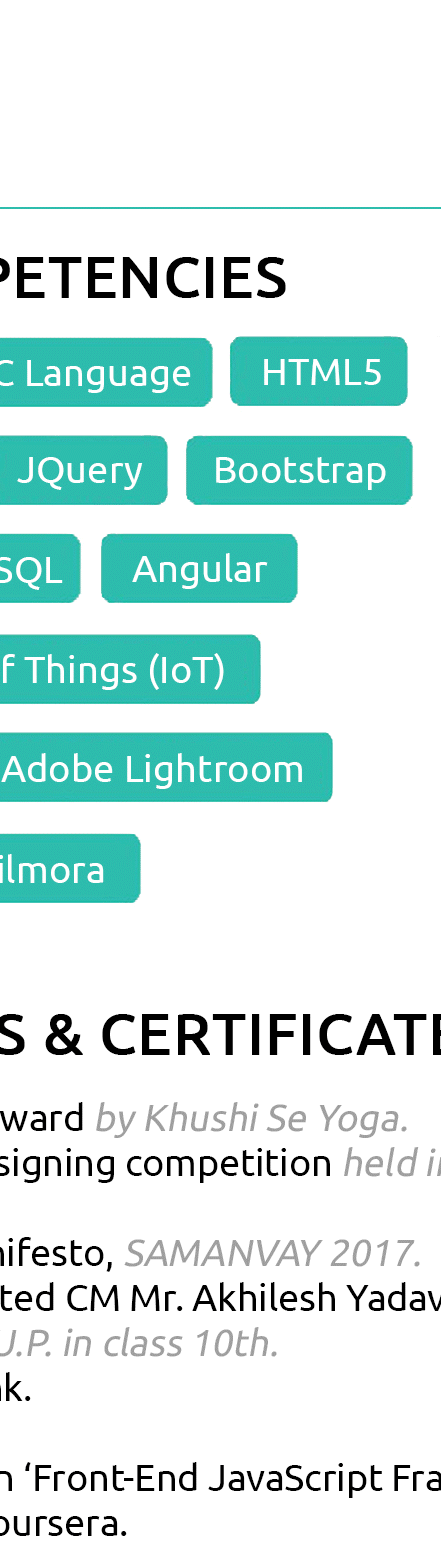 PETENCIES
C Language HTML5
JQuery Bootstrap
SQL Angular
f Things (IoT)
Adobe Lightroom
ilmora
S & CERTIFICATE
ward by Khushi Se Yoga.
signing competition held i
nifesto, SAMANVAY 2017.
ted CM Mr. Akhilesh Yadav
U.P. in class 10th.
k.
n ‘Front-End JavaScript Fra
oursera.